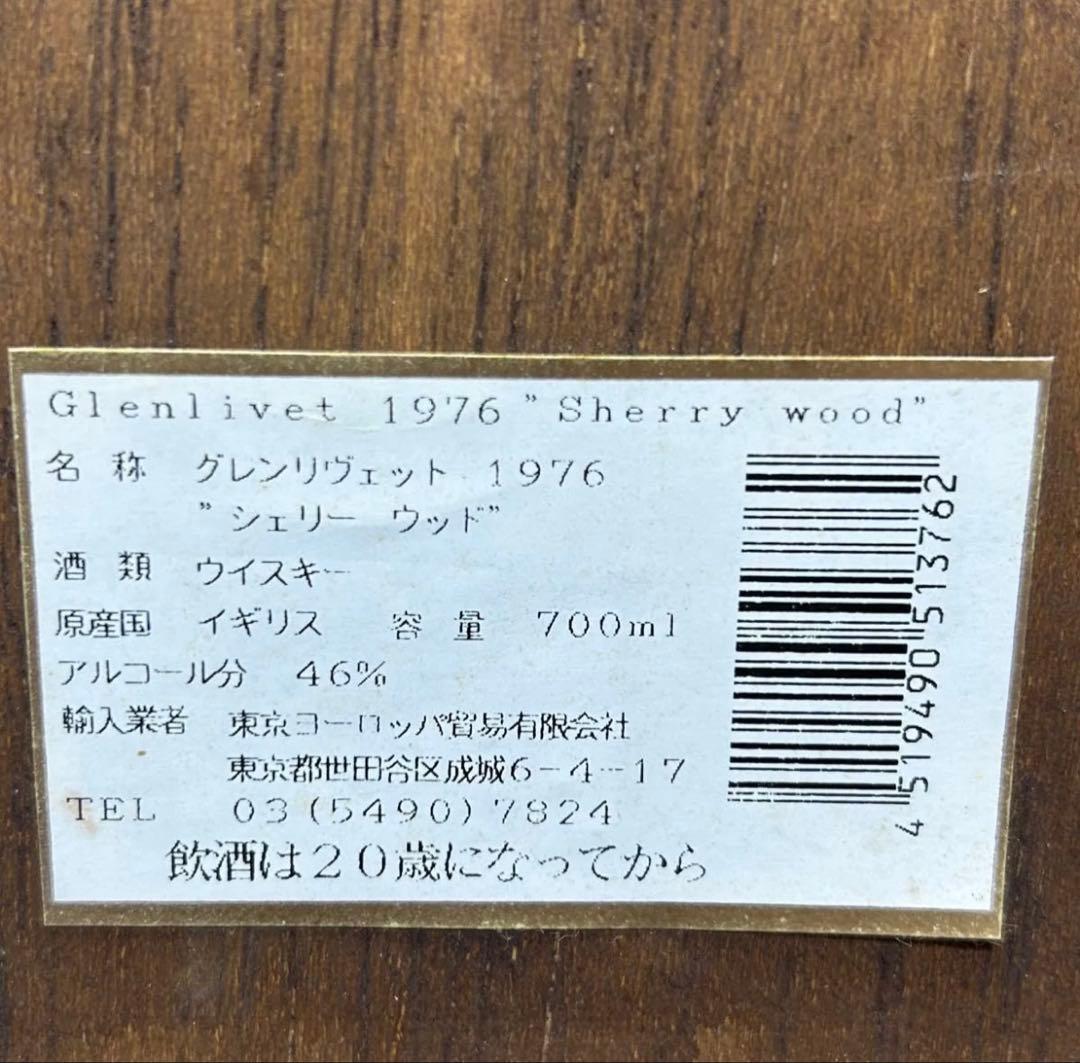 Glenlivet 1976 "Sherry wood"
名 称 グレンリヴェット 1976
"シェリー ウッド"
酒 類 ウイスキー
原産国 イギリス 容 量 700ml
アルコール分 46%
輸入業者 東京ヨーロッパ貿易有限会社
東京都世田谷区成城6-4-17
TEL 03(5490)7824
飲酒は20歳になってから
4519490513762